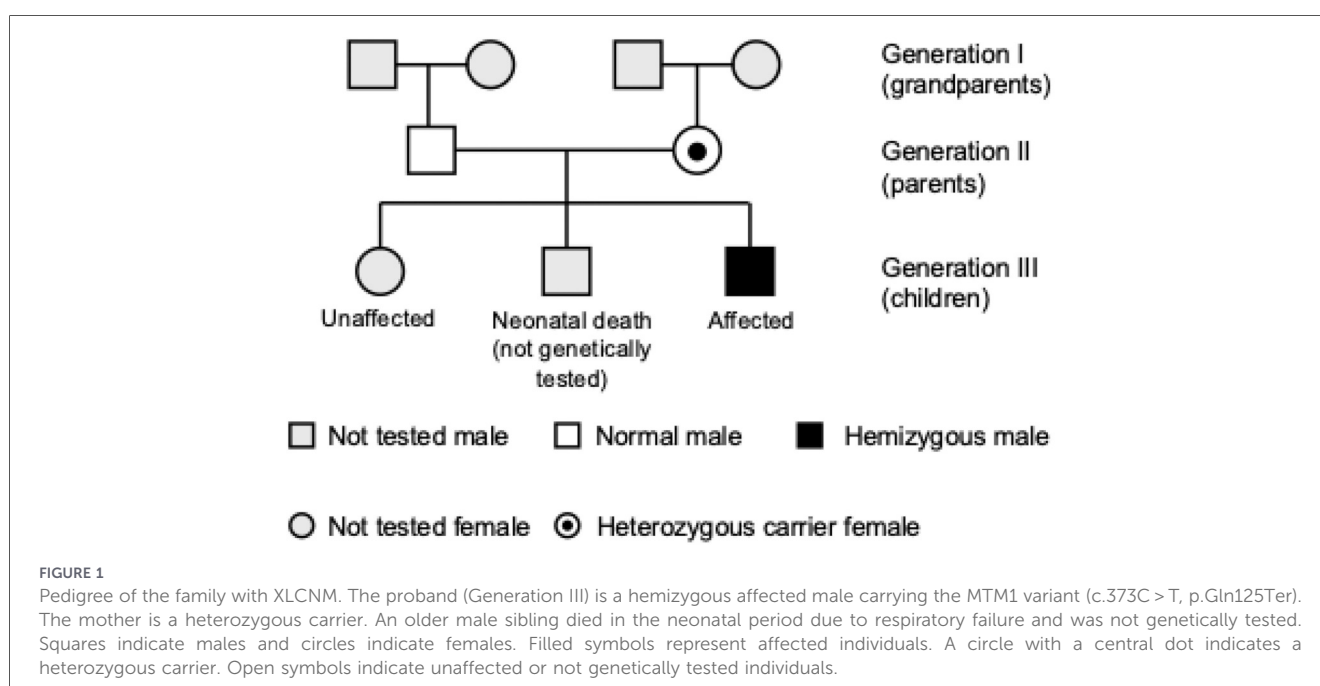 Generation I
(grandparents)
Generation II
(parents)
Generation III
(children)
Unaffected
Neonatal death
(not genetically
tested)
Affected
Not tested male
Normal male
Hemizygous male
Not tested female
Heterozygous carrier female
FIGURE 1
Pedigree of the family with XLCNM. The proband (Generation III) is a hemizygous affected male carrying the MTM1 variant (c.373C > T, p.Gln125Ter).
The mother is a heterozygous carrier. An older male sibling died in the neonatal period due to respiratory failure and was not genetically tested.
Squares indicate males and circles indicate females. Filled symbols represent affected individuals. A circle with a central dot indicates a
heterozygous carrier. Open symbols indicate unaffected or not genetically tested individuals.